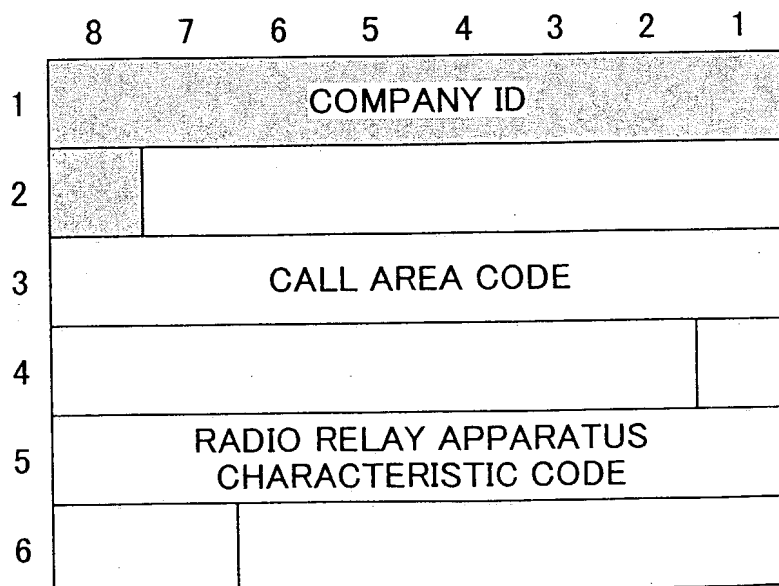 8 7 6 5 4 3 2 1
1 COMPANY ID
2
3 CALL AREA CODE
4
5 RADIO RELAY APPARATUS
CHARACTERISTIC CODE
6